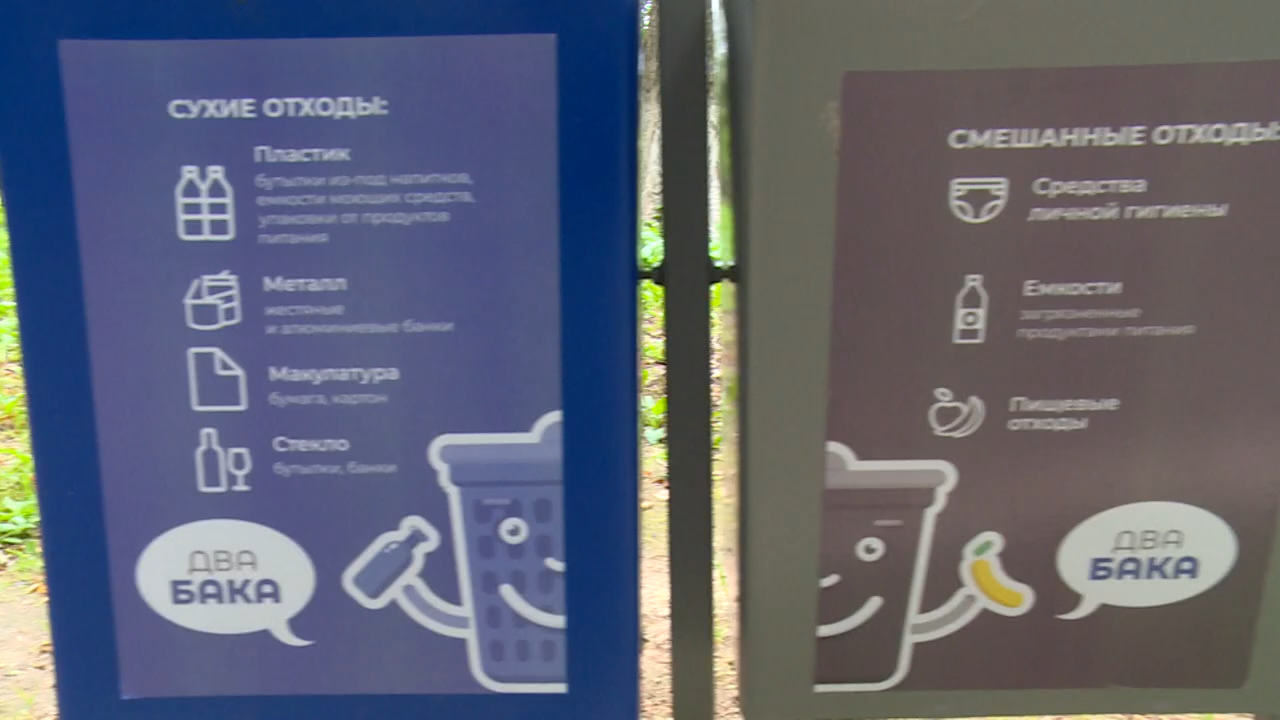 СУХИЕ ОТХОДЫ:
Пластик
бутылки из-под напитков,
емкости моющих средств,
упаковки от продуктов
питания
Металл
жестяные
и алюминиевые банки
Макулатура
бумага, картон
Стекло
бутылки, банки
ДВА
БАКА
СМЕШАННЫЕ ОТХОДЫ:
Средства
личной гигиены
Емкости
загрязненные
продуктами питания
Пищевые
отходы
ДВА
БАКА